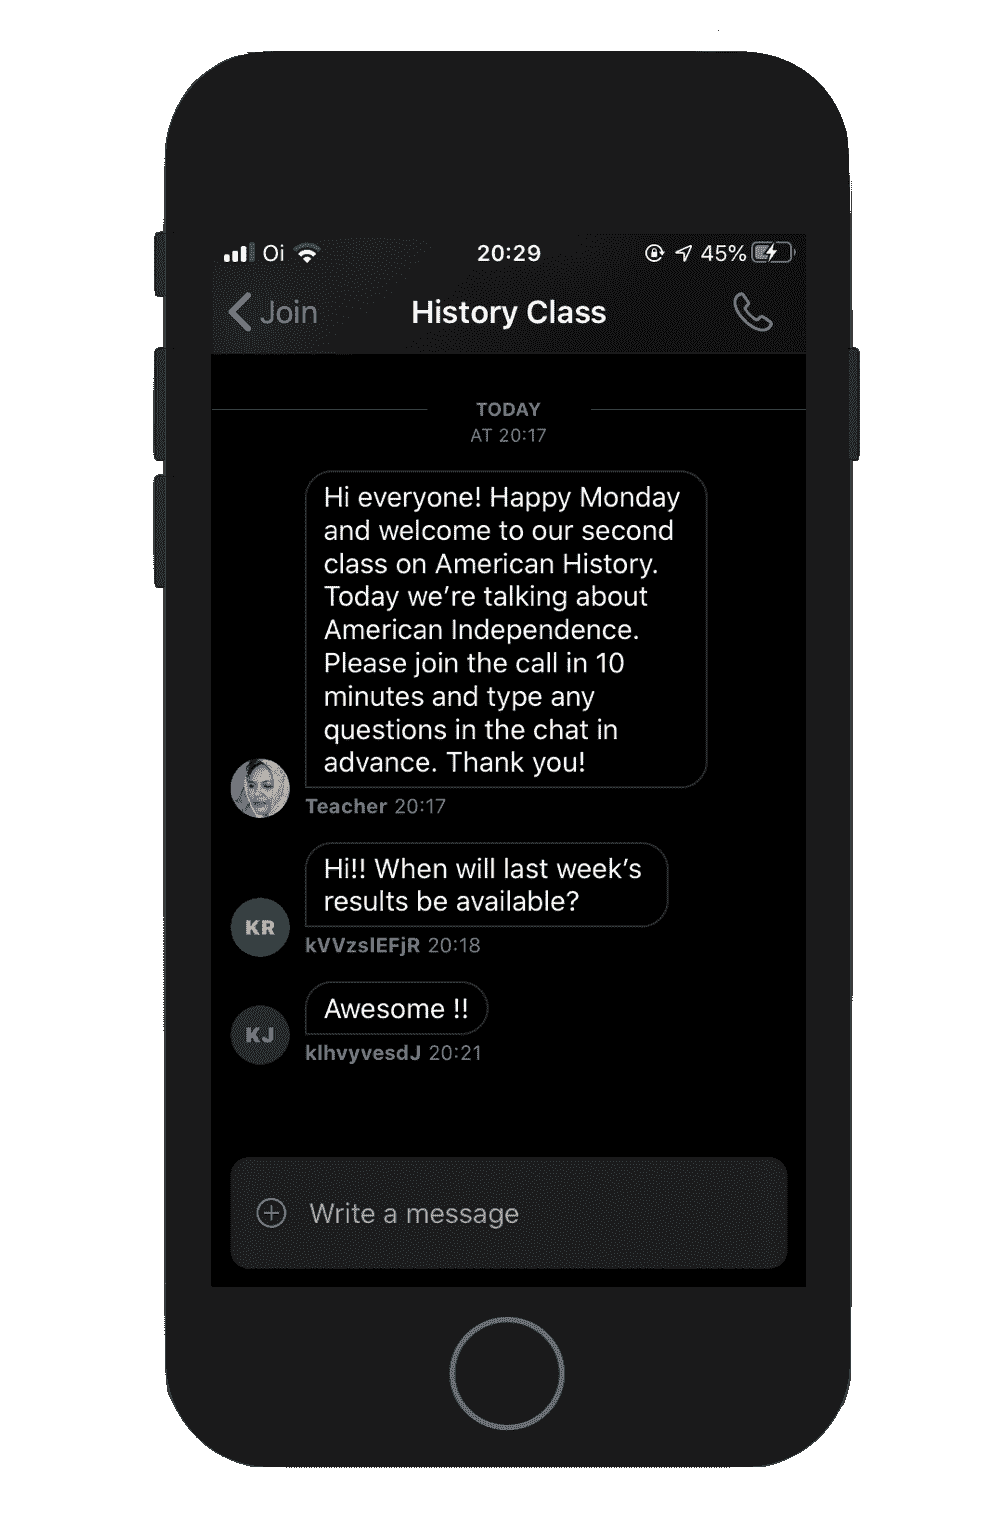 Oi 20:29 45%
Join History Class
TODAY
AT 20:17
Hi everyone! Happy Monday
and welcome to our second
class on American History.
Today we’re talking about
American Independence.
Please join the call in 10
minutes and type any
questions in the chat in
advance. Thank you!
Teacher 20:17
Hi!! When will last week’s
results be available?
KR
kVVzslEFjR 20:18
Awesome !!
KJ
klhvyvesdJ 20:21
Write a message